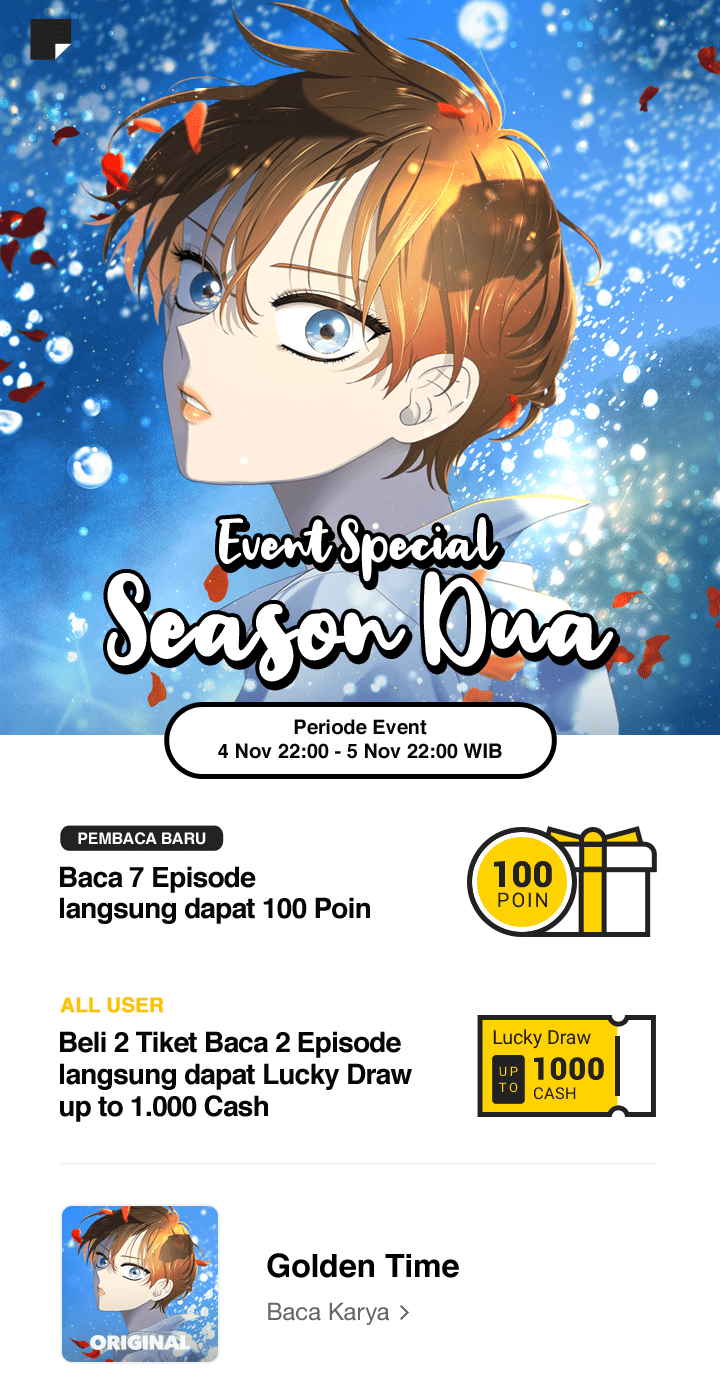 Event Special
Season Dua
Periode Event
4 Nov 22:00 - 5 Nov 22:00 WIB
PEMBACA BARU
Baca 7 Episode
langsung dapat 100 Poin
100
POIN
ALL USER
Beli 2 Tiket Baca 2 Episode
langsung dapat Lucky Draw
up to 1.000 Cash
Lucky Draw
UP TO
1000
CASH
ORIGINAL
Golden Time
Baca Karya >